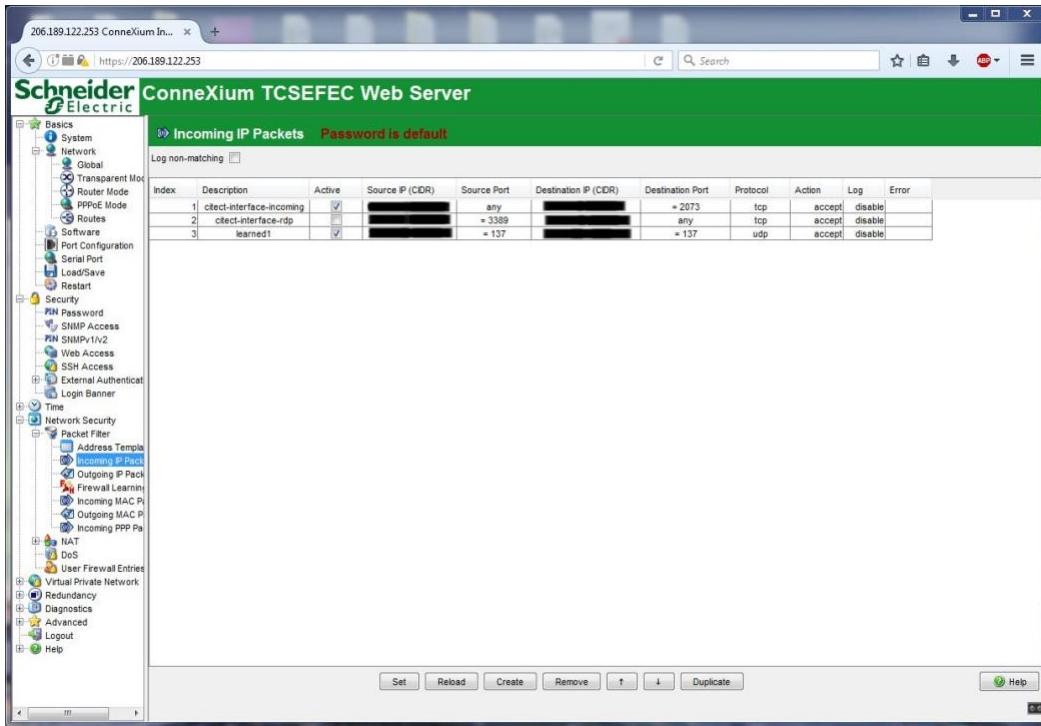 206.189.122.253 ConneXium In... × +
https://206.189.122.253
Search
ABP
Schneider Electric
ConneXium TCSEFEC Web Server
Basics
System
Network
Global
Transparent Mod
Router Mode
PPPoE Mode
Routes
Software
Port Configuration
Serial Port
Load/Save
Restart
Security
PIN Password
SNMP Access
PIN SNMPv1/v2
Web Access
SSH Access
External Authenticat
Login Banner
Time
Network Security
Packet Filter
Address Templa
Incoming IP Pack
Outgoing IP Pack
Firewall Learning
Incoming MAC Pa
Outgoing MAC P
Incoming PPP Pa
NAT
DoS
User Firewall Entries
Virtual Private Network
Redundancy
Diagnostics
Advanced
Logout
Help
Incoming IP Packets Password is default
Log non-matching
Index Description Active Source IP (CIDR) Source Port Destination IP (CIDR) Destination Port Protocol Action Log Error
1 citect-interface-incoming any = 2073 tcp accept disable
2 citect-interface-rdp = 3389 any tcp accept disable
3 learned1 = 137 = 137 udp accept disable
Set Reload Create Remove ↑ ↓ Duplicate Help